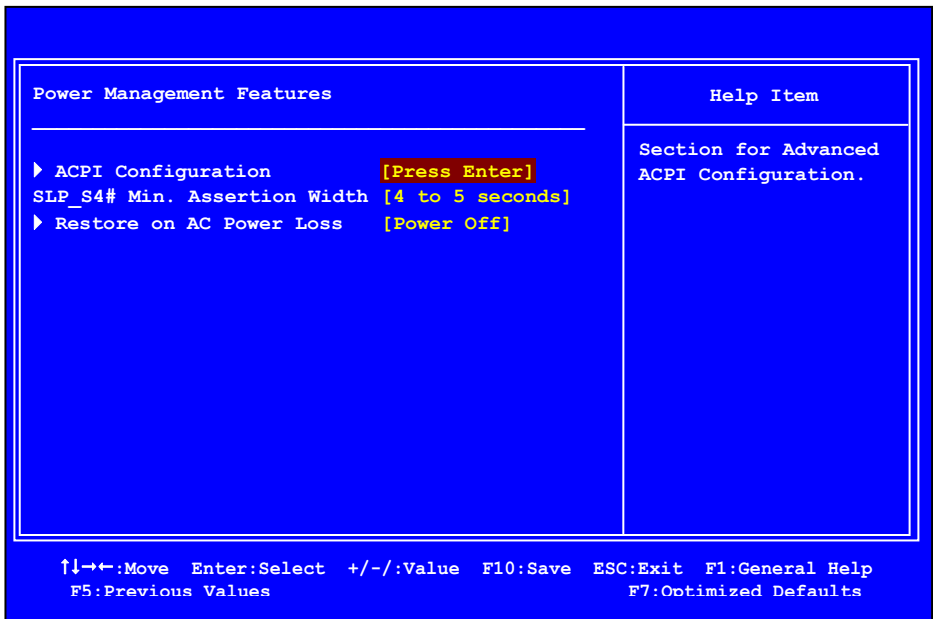 Power Management Features
Help Item
ACPI Configuration [Press Enter]
SLP_S4# Min. Assertion Width [4 to 5 seconds]
Restore on AC Power Loss [Power Off]
Section for Advanced
ACPI Configuration.
↑↓→←:Move Enter:Select +/-/:Value F10:Save ESC:Exit F1:General Help
F5:Previous Values F7:Optimized Defaults